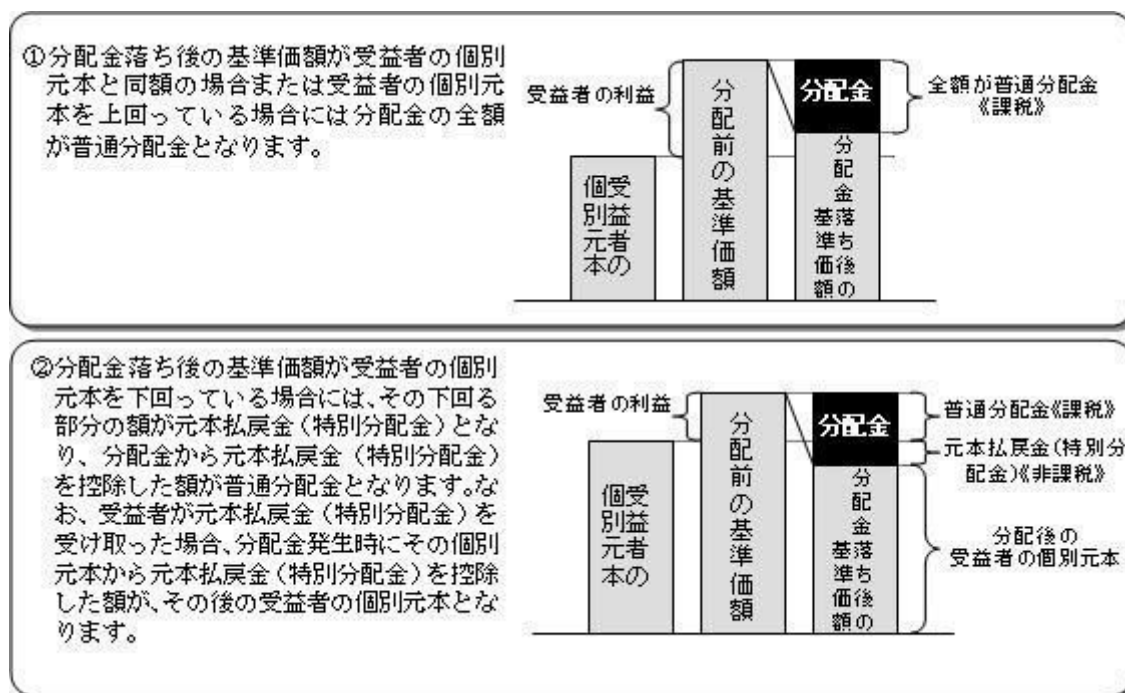 ①分配金落ち後の基準価額が受益者の個別
元本と同額の場合または受益者の個別元
本を上回っている場合には分配金の全額
が普通分配金となります。
受益者の利益
受益者の
個別元本
分配前の基準価額
分配金
分配金落ち後の
基準価額
全額が普通分配金
《課税》
②分配金落ち後の基準価額が受益者の個別
元本を下回っている場合には、その下回る
部分の額が元本払戻金(特別分配金)とな
り、分配金から元本払戻金(特別分配金)
を控除した額が普通分配金となります。な
お、受益者が元本払戻金(特別分配金)を
受け取った場合、分配金発生時にその個別
元本から元本払戻金(特別分配金)を控除
した額が、その後の受益者の個別元本とな
ります。
受益者の利益
受益者の
個別元本
分配前の基準価額
分配金
分配金落ち後の
基準価額
普通分配金《課税》
元本払戻金(特別分
配金)《非課税》
分配後の
受益者の個別元本